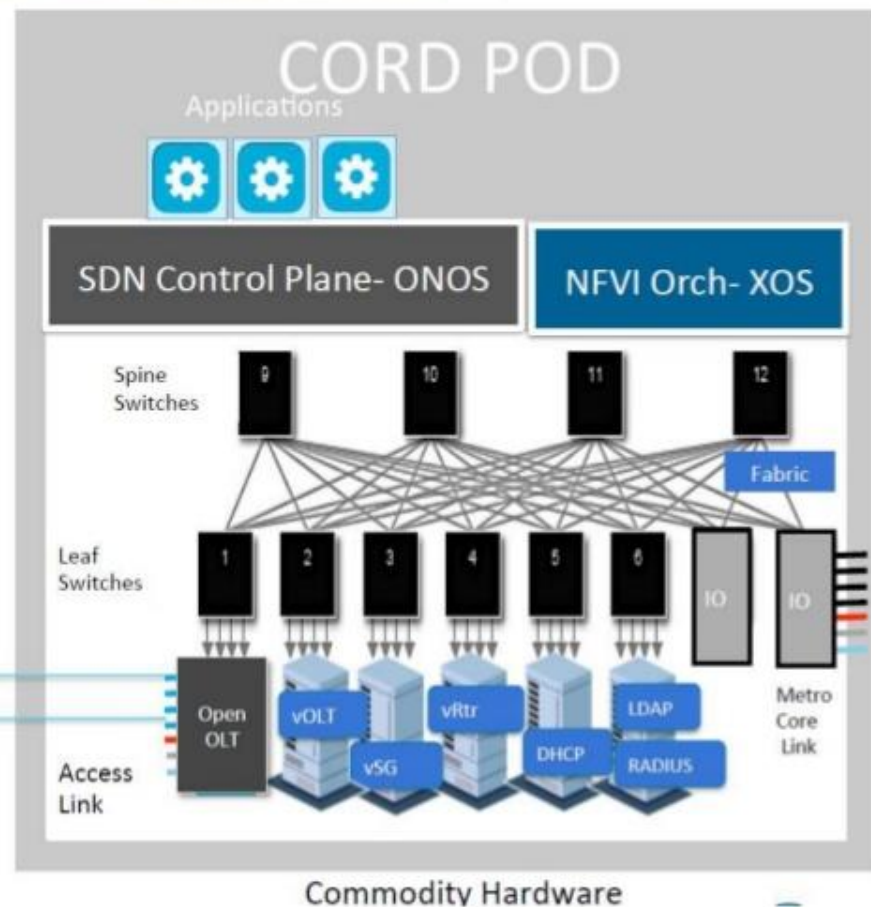 CORD POD
Applications
SDN Control Plane- ONOS
NFVI Orch- XOS
Spine
Switches
9
10
11
12
Fabric
Leaf
Switches
1
2
3
4
5
6
IO
IO
Open
OLT
vOLT
vSG
vRtr
DHCP
LDAP
RADIUS
Metro
Core
Link
Access
Link
Commodity Hardware